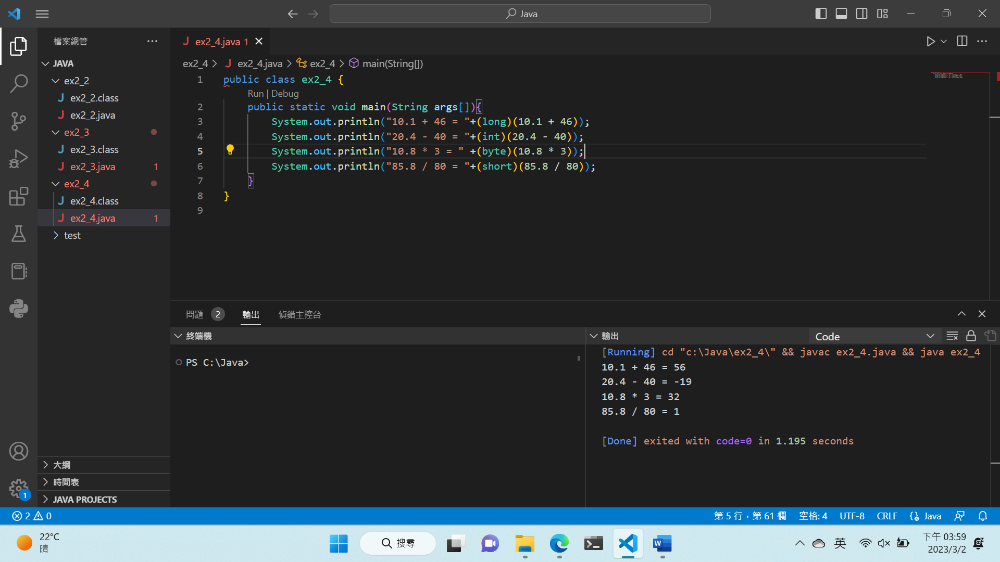 Java
檔案總管
JAVA
ex2_2
ex2_2.class
ex2_2.java
ex2_3
ex2_3.class
ex2_3.java 1
ex2_4
ex2_4.class
ex2_4.java 1
test
大綱
時間表
JAVA PROJECTS
1
ex2_4.java 1
ex2_4 > ex2_4.java > ex2_4 > main(String[])
1 public class ex2_4 {
Run | Debug
2 public static void main(String args[]){
3 System.out.println("10.1 + 46 = "+(long)(10.1 + 46));
4 System.out.println("20.4 - 40 = "+(int)(20.4 - 40));
5 System.out.println("10.8 * 3 = " +(byte)(10.8 * 3));
6 System.out.println("85.8 / 80 = "+(short)(85.8 / 80));
7 }
8 }
9
問題 2 輸出 偵錯主控台
終端機
PS C:\Java>
輸出 Code
[Running] cd "c:\Java\ex2_4\" && javac ex2_4.java && java ex2_4
10.1 + 46 = 56
20.4 - 40 = -19
10.8 * 3 = 32
85.8 / 80 = 1
[Done] exited with code=0 in 1.195 seconds
2 0 第 5 行，第 61 欄 空格: 4 UTF-8 CRLF Java
22°C
晴
搜尋
W
英
下午 03:59
2023/3/2